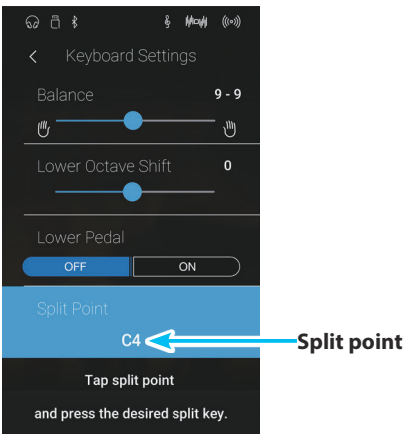 Keyboard Settings
Balance 9 - 9
Lower Octave Shift 0
Lower Pedal
OFF ON
Split Point
C4 Split point
Tap split point
and press the desired split key.